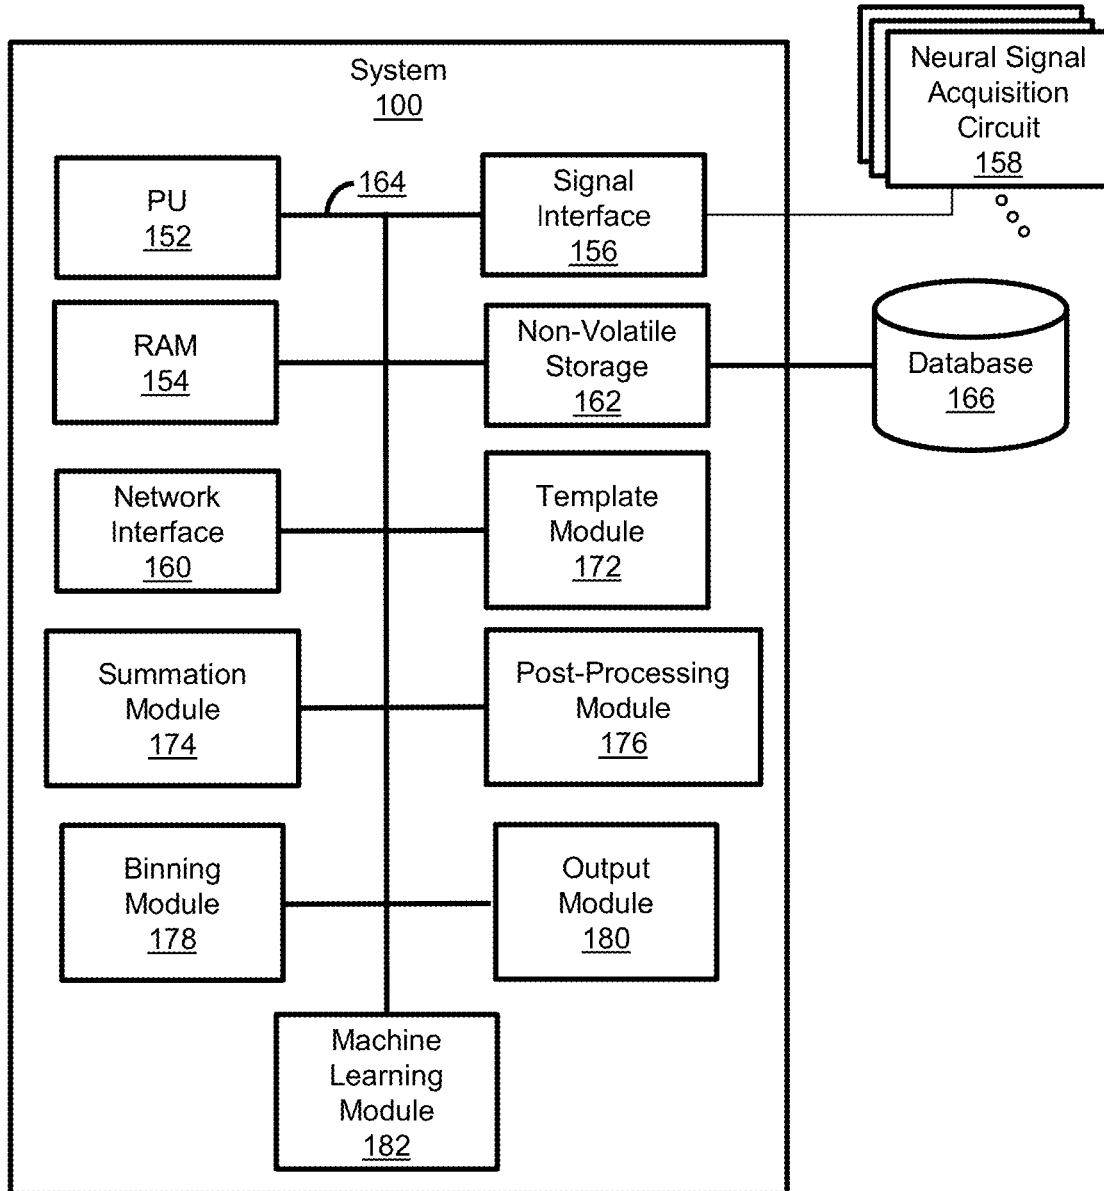 System
100
Neural Signal
Acquisition
Circuit
158
PU
152
164
Signal
Interface
156
RAM
154
Non-Volatile
Storage
162
Database
166
Network
Interface
160
Template
Module
172
Summation
Module
174
Post-Processing
Module
176
Binning
Module
178
Output
Module
180
Machine
Learning
Module
182